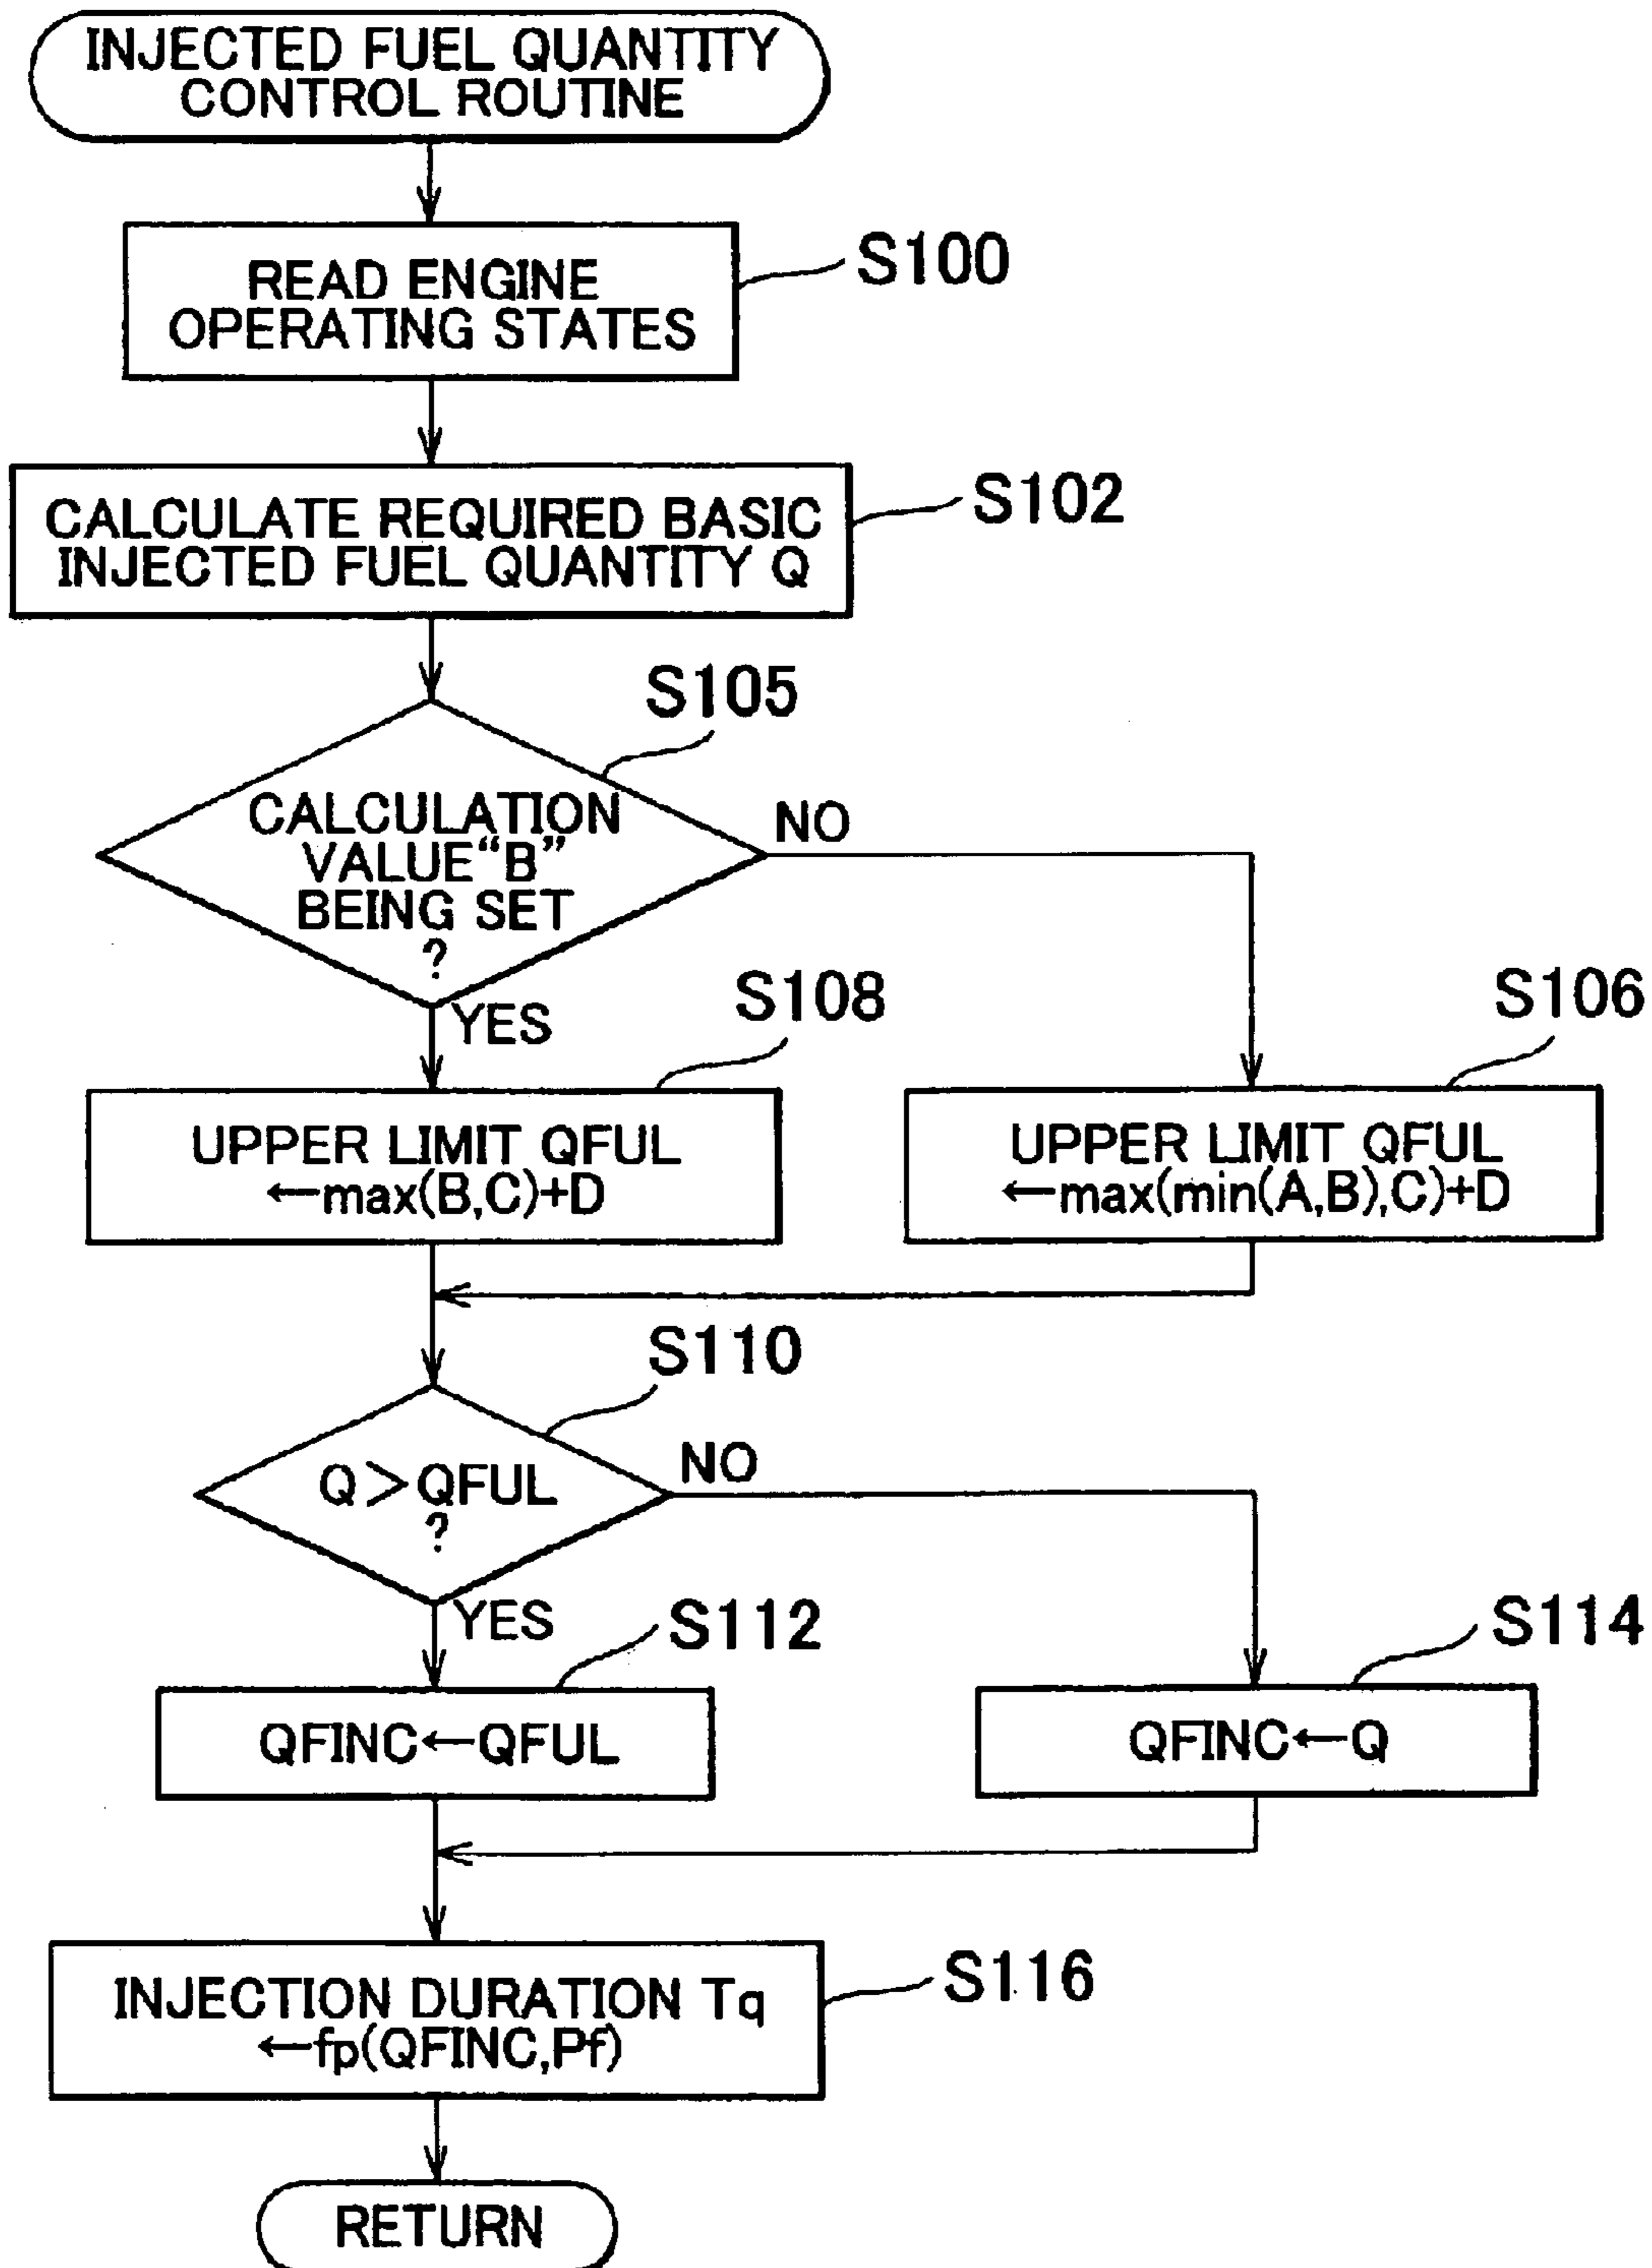 INJECTED FUEL QUANTITY
CONTROL ROUTINE
READ ENGINE
OPERATING STATES
S100
CALCULATE REQUIRED BASIC
INJECTED FUEL QUANTITY Q
S102
S105
CALCULATION
VALUE“B”
BEING SET
?
NO
YES
S108
S106
UPPER LIMIT QFUL
←max(B,C)+D
UPPER LIMIT QFUL
←max(min(A,B),C)+D
S110
Q>QFUL
?
NO
YES
S112
S114
QFINC←QFUL
QFINC←Q
INJECTION DURATION Tq
←fp(QFINC,Pf)
S116
RETURN